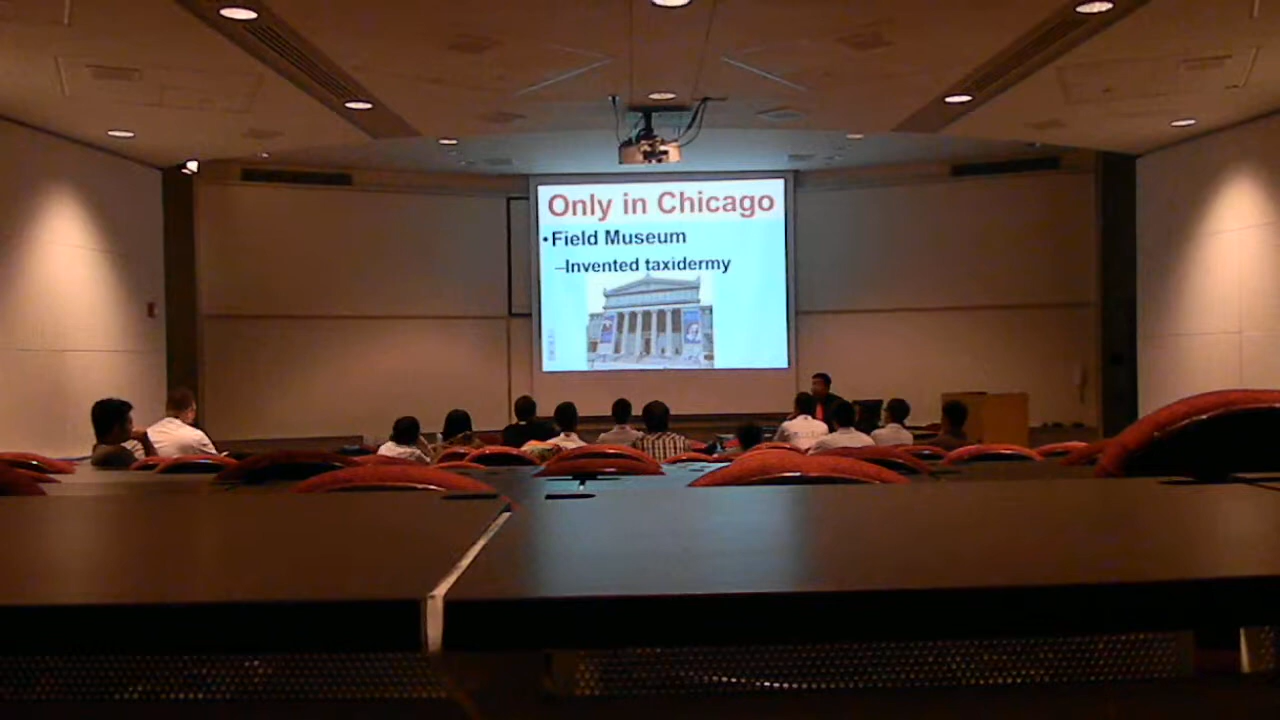 Only in Chicago
•Field Museum
–Invented taxidermy